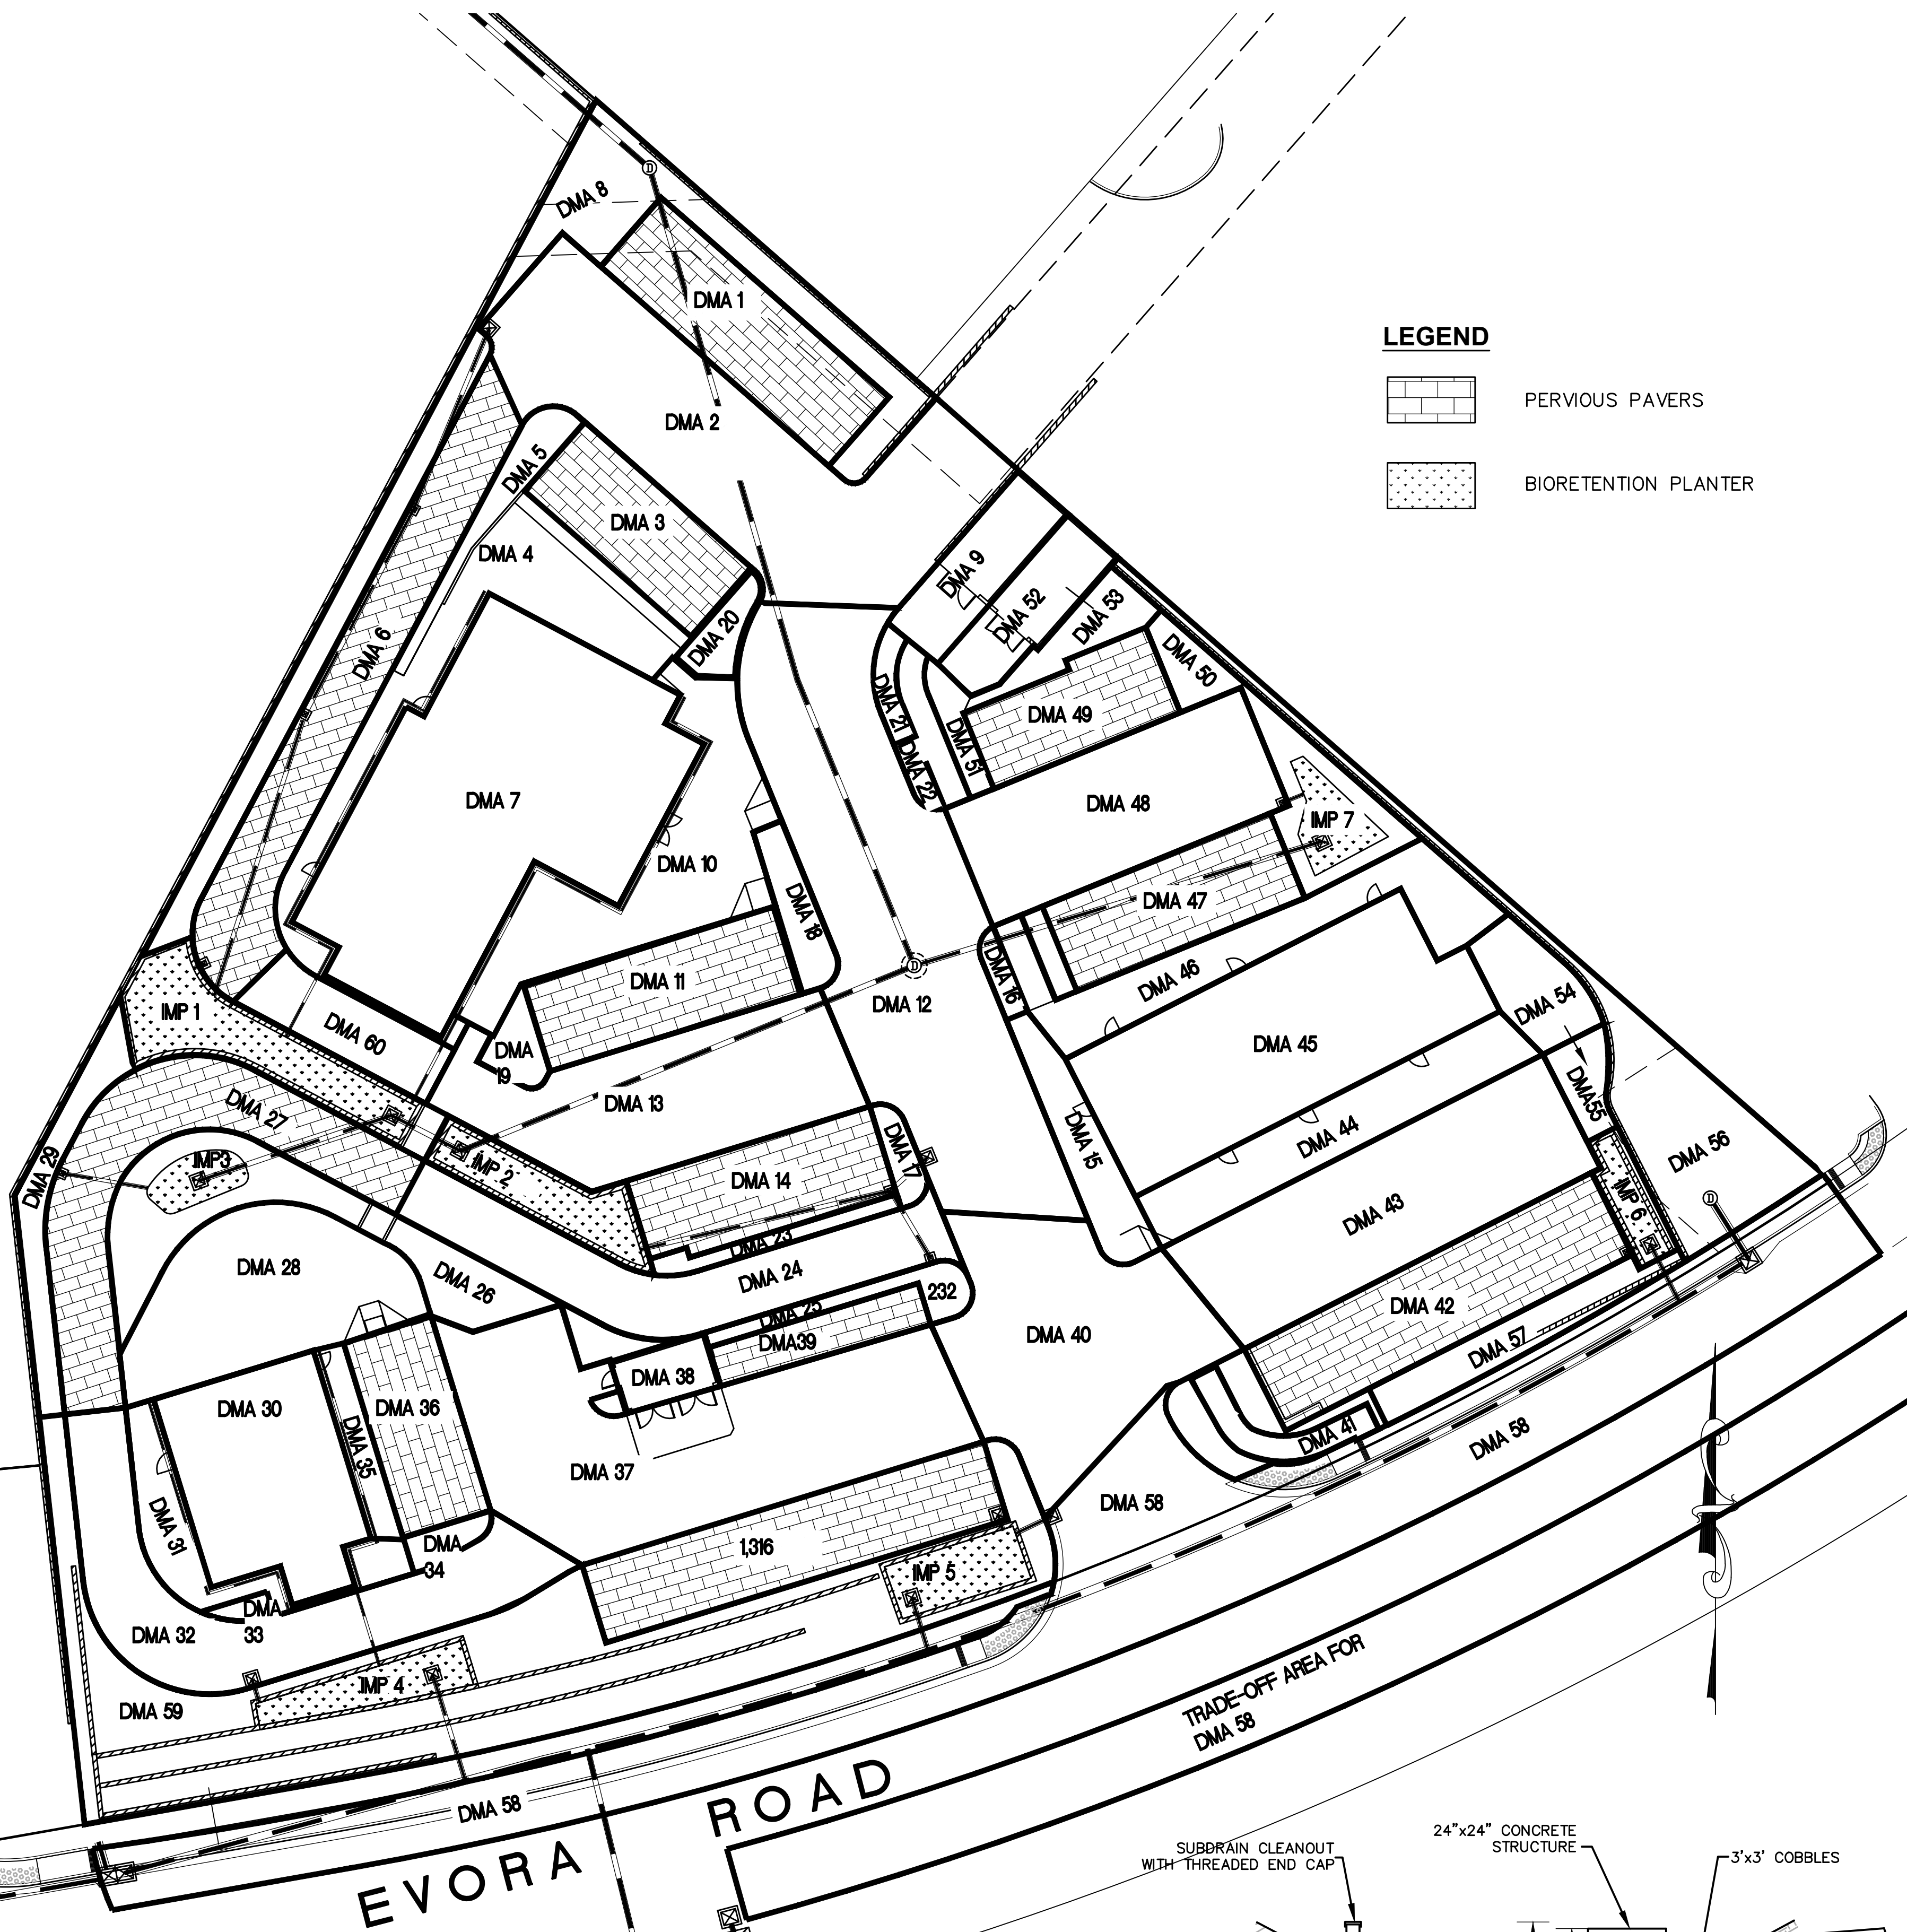 DMA 8
DMA 1
DMA 2
LEGEND
PERVIOUS PAVERS
BIORETENTION PLANTER
DMA 5
DMA 3
DMA 4
DMA 6
DMA 20
DMA 9
DMA 52
DMA 53
DMA 50
DMA 49
DMA 21
DMA 22
DMA 51
DMA 7
DMA 48
IMP 7
DMA 10
DMA 18
DMA 47
DMA 11
DMA 12
DMA 16
DMA 46
DMA 54
IMP 1
DMA 60
DMA
19
DMA 45
DMA 13
DMA 27
DMA55
DMA 29
IMP3
IMP 2
DMA 14
DMA 17
DMA 15
DMA 44
DMA 56
IMP 6
DMA 43
DMA 23
DMA 24
DMA 28
DMA 26
232
DMA 25
DMA39
DMA 40
DMA 42
DMA 57
DMA 38
DMA 30
DMA 36
DMA 35
DMA 41
DMA 58
DMA 37
DMA 58
DMA 31
DMA
34
1,316
IMP 5
DMA
33
DMA 32
IMP 4
DMA 59
TRADE-OFF AREA FOR
DMA 58
DMA 58
EVORA ROAD
SUBDRAIN CLEANOUT
WITH THREADED END CAP
24"x24" CONCRETE
STRUCTURE
3'x3' COBBLES
D
D
D